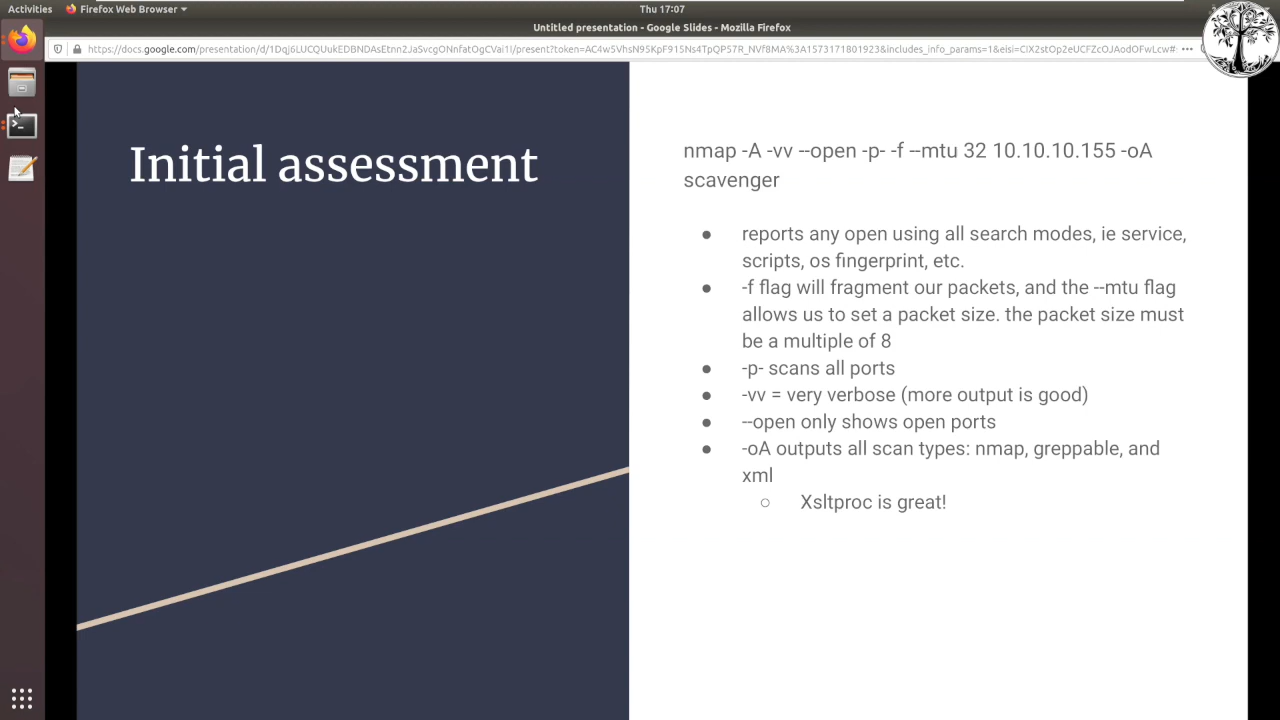 Activities
Firefox Web Browser
Thu 17:07
Untitled presentation - Google Slides - Mozilla Firefox
Initial assessment
nmap -A -vv --open -p- -f --mtu 32 10.10.10.155 -oA
scavenger
● reports any open using all search modes, ie service,
scripts, os fingerprint, etc.
● -f flag will fragment our packets, and the --mtu flag
allows us to set a packet size. the packet size must
be a multiple of 8
● -p- scans all ports
● -vv = very verbose (more output is good)
● --open only shows open ports
● -oA outputs all scan types: nmap, greppable, and
xml
○ Xsltproc is great!